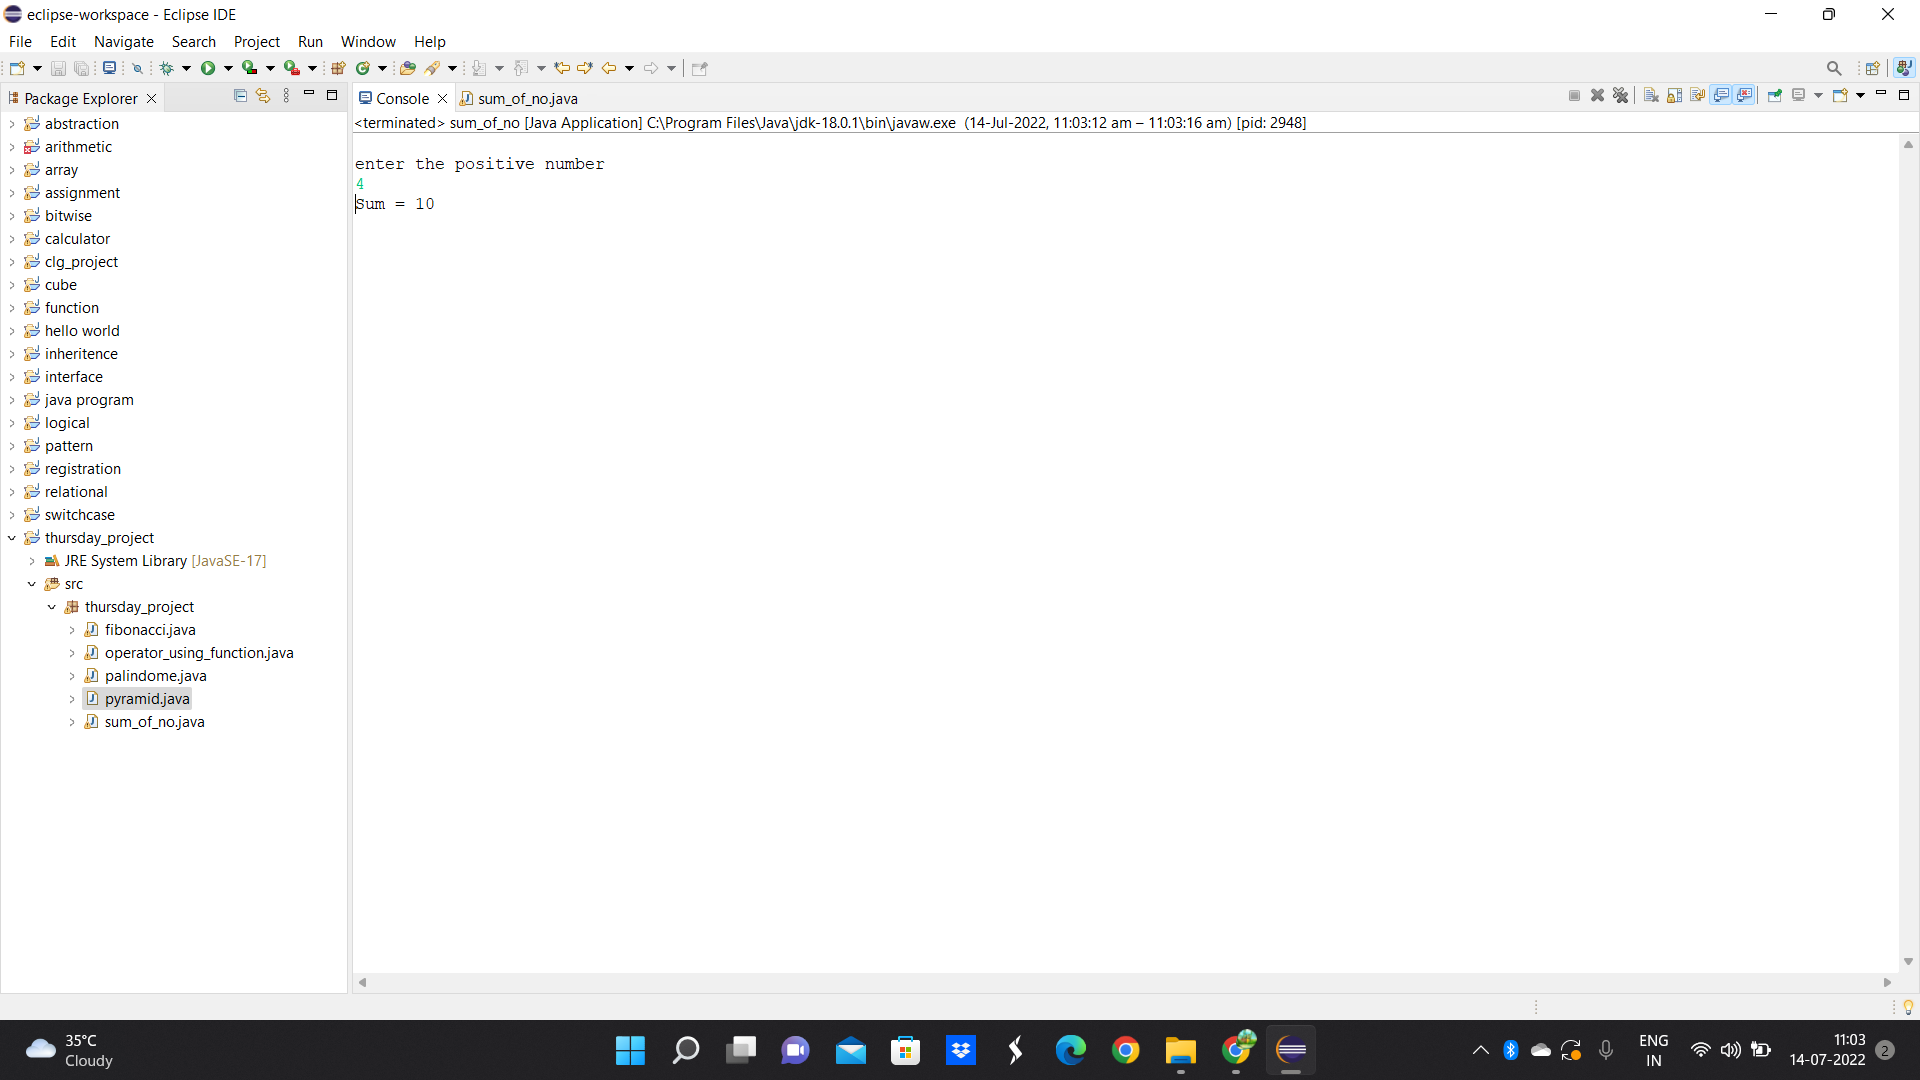 eclipse-workspace - Eclipse IDE
File Edit Navigate Search Project Run Window Help
Package Explorer
abstraction
arithmetic
array
assignment
bitwise
calculator
clg_project
cube
function
hello world
inheritence
interface
java program
logical
pattern
registration
relational
switchcase
thursday_project
JRE System Library [JavaSE-17]
src
thursday_project
fibonacci.java
operator_using_function.java
palindome.java
pyramid.java
sum_of_no.java
Console sum_of_no.java
<terminated> sum_of_no [Java Application] C:\Program Files\Java\jdk-18.0.1\bin\javaw.exe (14-Jul-2022, 11:03:12 am – 11:03:16 am) [pid: 2948]
enter the positive number
4
Sum = 10
35°C
Cloudy
ENG
IN
11:03
14-07-2022
2